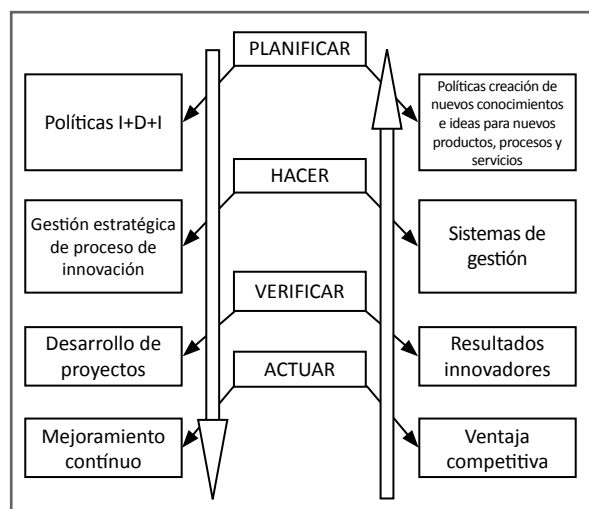 PLANIFICAR
Políticas I+D+I
Políticas creación de
nuevos conocimientos
e ideas para nuevos
productos, procesos y
servicios
HACER
Gestión estratégica
de proceso de
innovación
Sistemas de
gestión
VERIFICAR
Desarrollo de
proyectos
Resultados
innovadores
ACTUAR
Mejoramiento
contínuo
Ventaja
competitiva